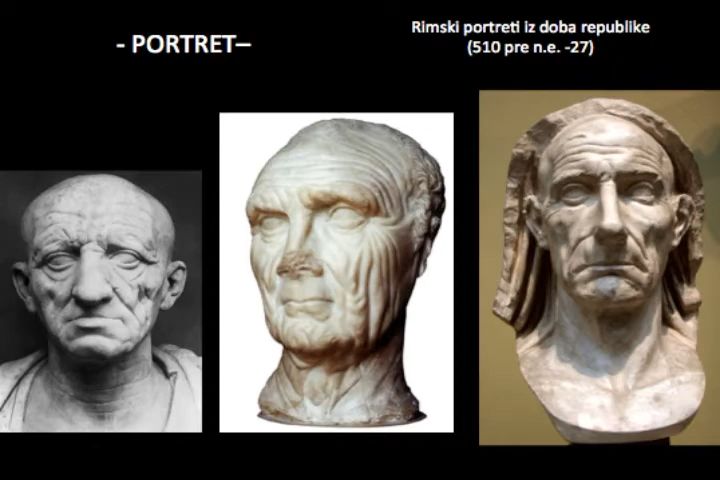 - PORTRET–
Rimski portreti iz doba republike
(510 pre n.e. -27)